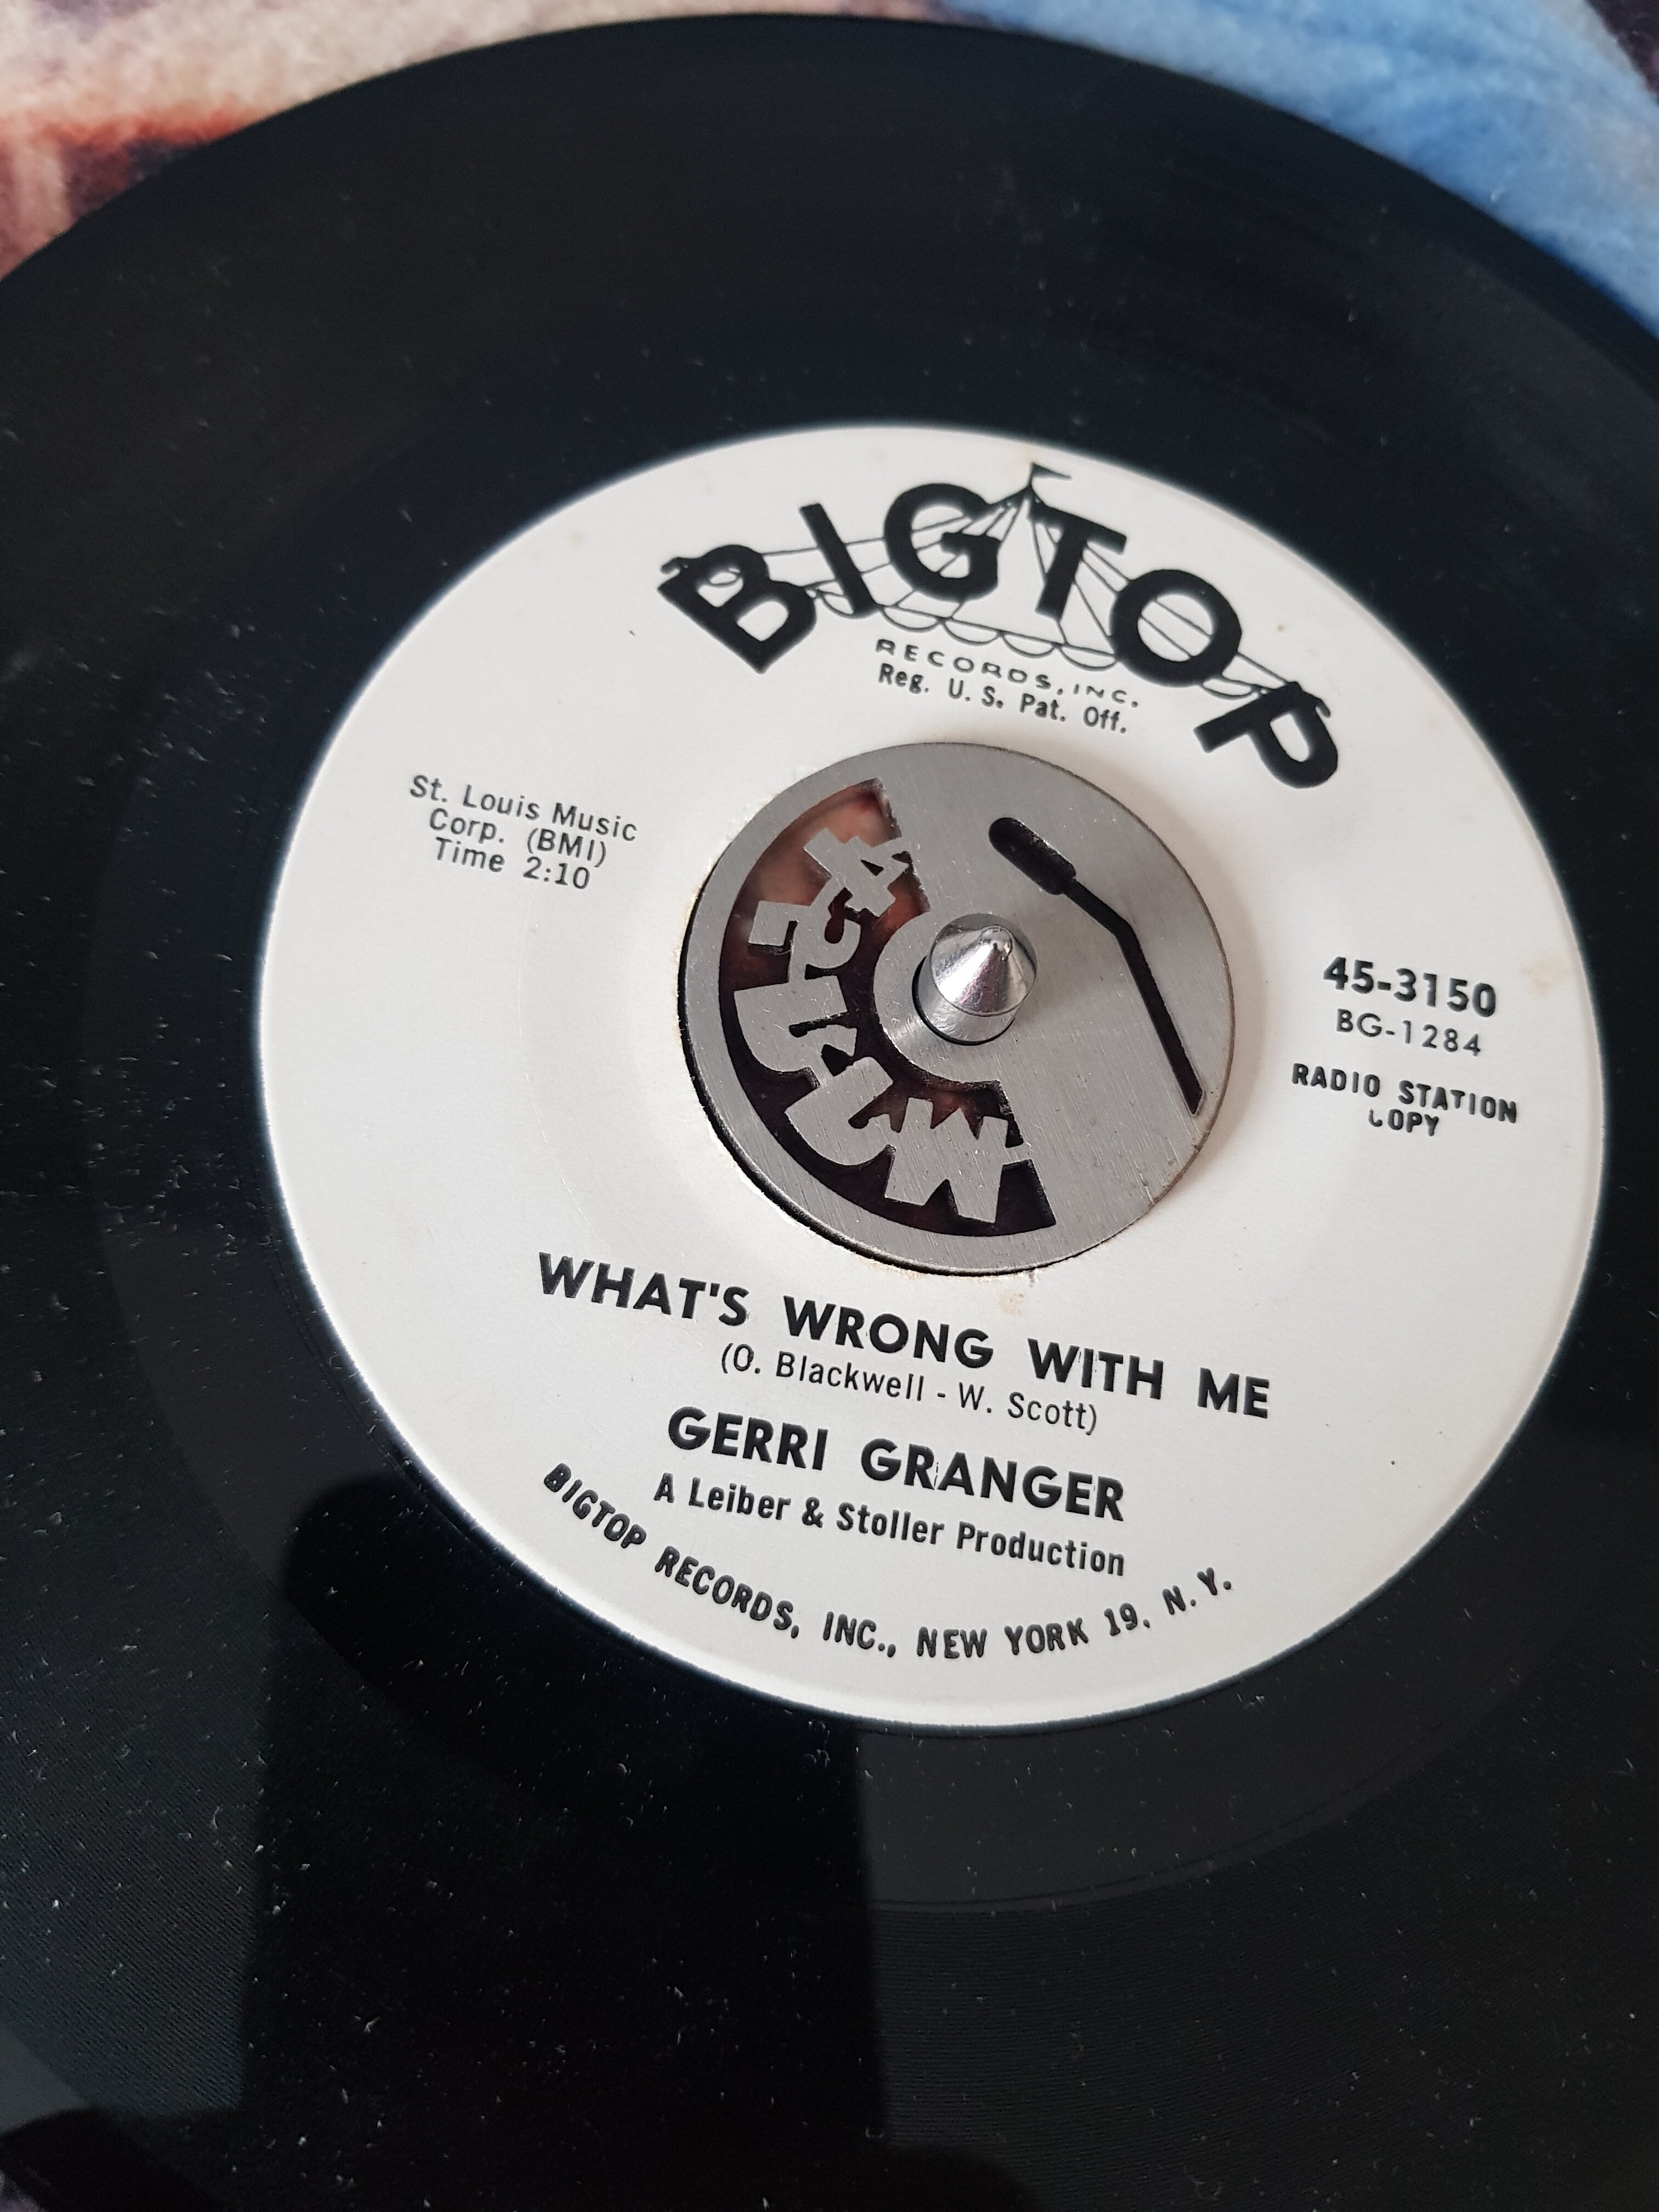 BIGTOP
RECORDS, INC.
Reg. U. S. Pat. Off.
St. Louis Music
Corp. (BMI)
Time 2:10
45-3150
BG-1284
RADIO STATION
COPY
WHAT'S WRONG WITH ME
(O. Blackwell - W. Scott)
GERRI GRANGER
A Leiber & Stoller Production
BIGTOP RECORDS, INC., NEW YORK 19, N. Y.